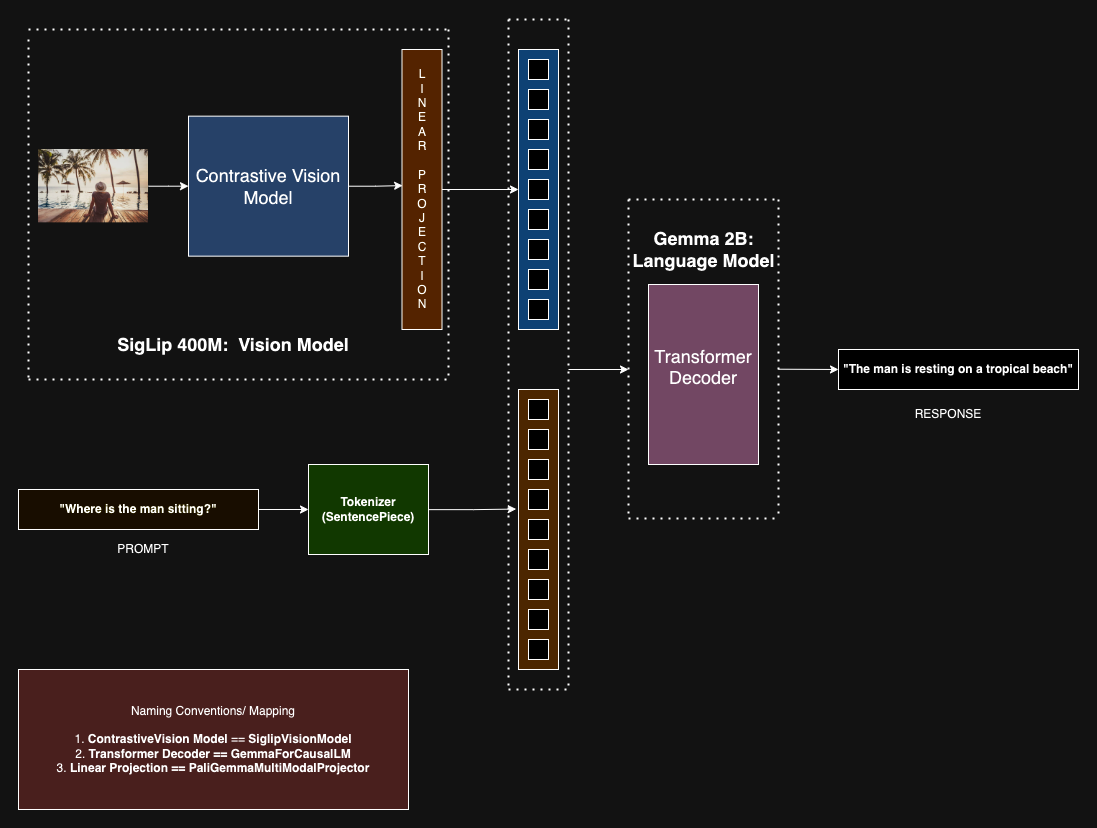 LINEAR PROJECTION
Contrastive Vision
Model
SigLip 400M:  Vision Model
Gemma 2B:
Language Model
Transformer
Decoder
"The man is resting on a tropical beach"
RESPONSE
"Where is the man sitting?"
PROMPT
Tokenizer
(SentencePiece)
Naming Conventions/ Mapping
1. ContrastiveVision Model == SiglipVisionModel
2. Transformer Decoder == GemmaForCausalLM
3. Linear Projection == PaliGemmaMultiModalProjector